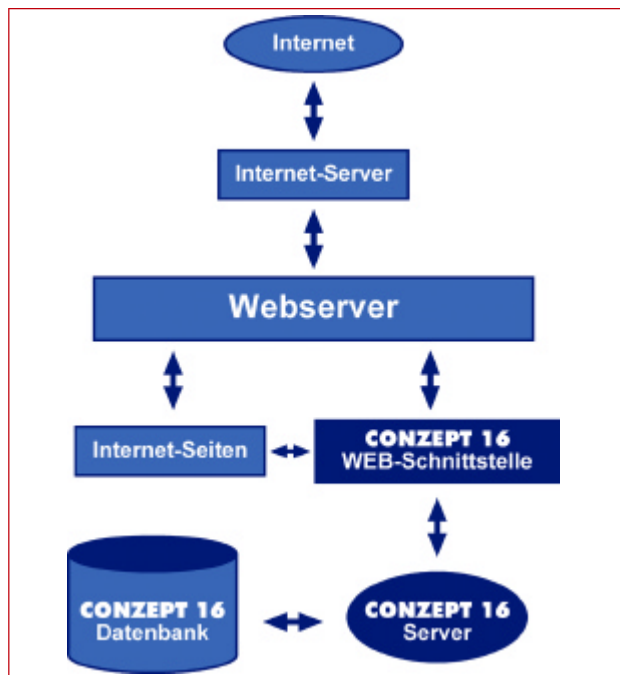 Internet
Internet-Server
Webserver
Internet-Seiten
CONZEPT 16
WEB-Schnittstelle
CONZEPT 16
Datenbank
CONZEPT 16
Server